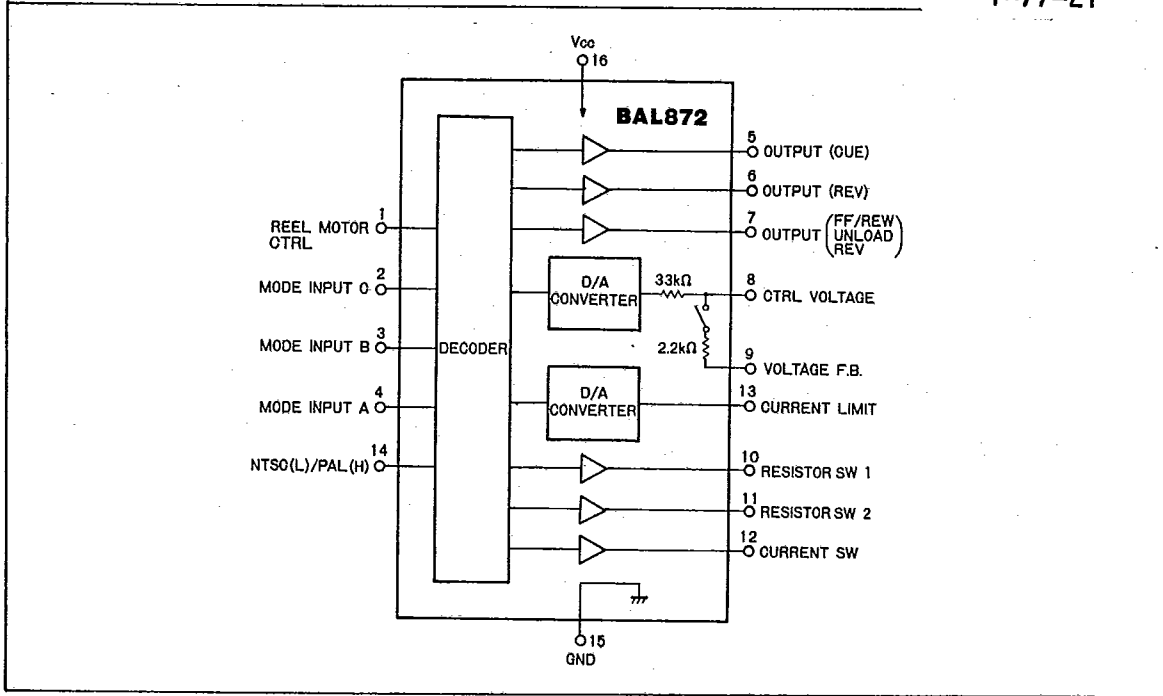 Vcc
16
BAL872
5
OUTPUT (CUE)
6
OUTPUT (REV)
7
OUTPUT (FF/REW
UNLOAD
REV)
1
REEL MOTOR
CTRL
2
MODE INPUT C
3
MODE INPUT B
4
MODE INPUT A
14
NTSC(L)/PAL(H)
DECODER
D/A
CONVERTER
33kΩ
8
CTRL VOLTAGE
2.2kΩ
9
VOLTAGE F.B.
D/A
CONVERTER
13
CURRENT LIMIT
10
RESISTOR SW 1
11
RESISTOR SW 2
12
CURRENT SW
15
GND